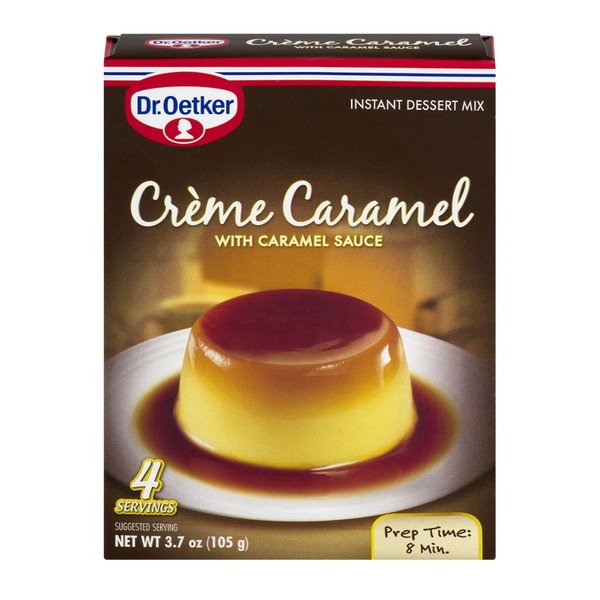 Dr.Oetker
Crème Caramel
WITH CARAMEL SAUCE
Dr.Oetker
INSTANT DESSERT MIX
Crème Caramel
WITH CARAMEL SAUCE
4
SERVINGS
SUGGESTED SERVING
NET WT 3.7 oz (105 g)
Prep Time:
8 Min.